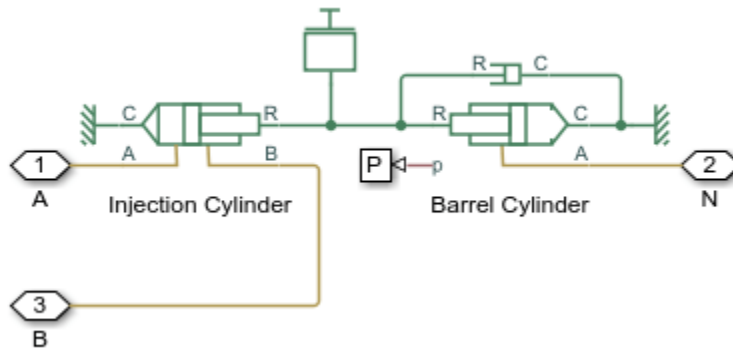 R C
C R R C
A B P p A
1 2
A Injection Cylinder Barrel Cylinder N
3
B